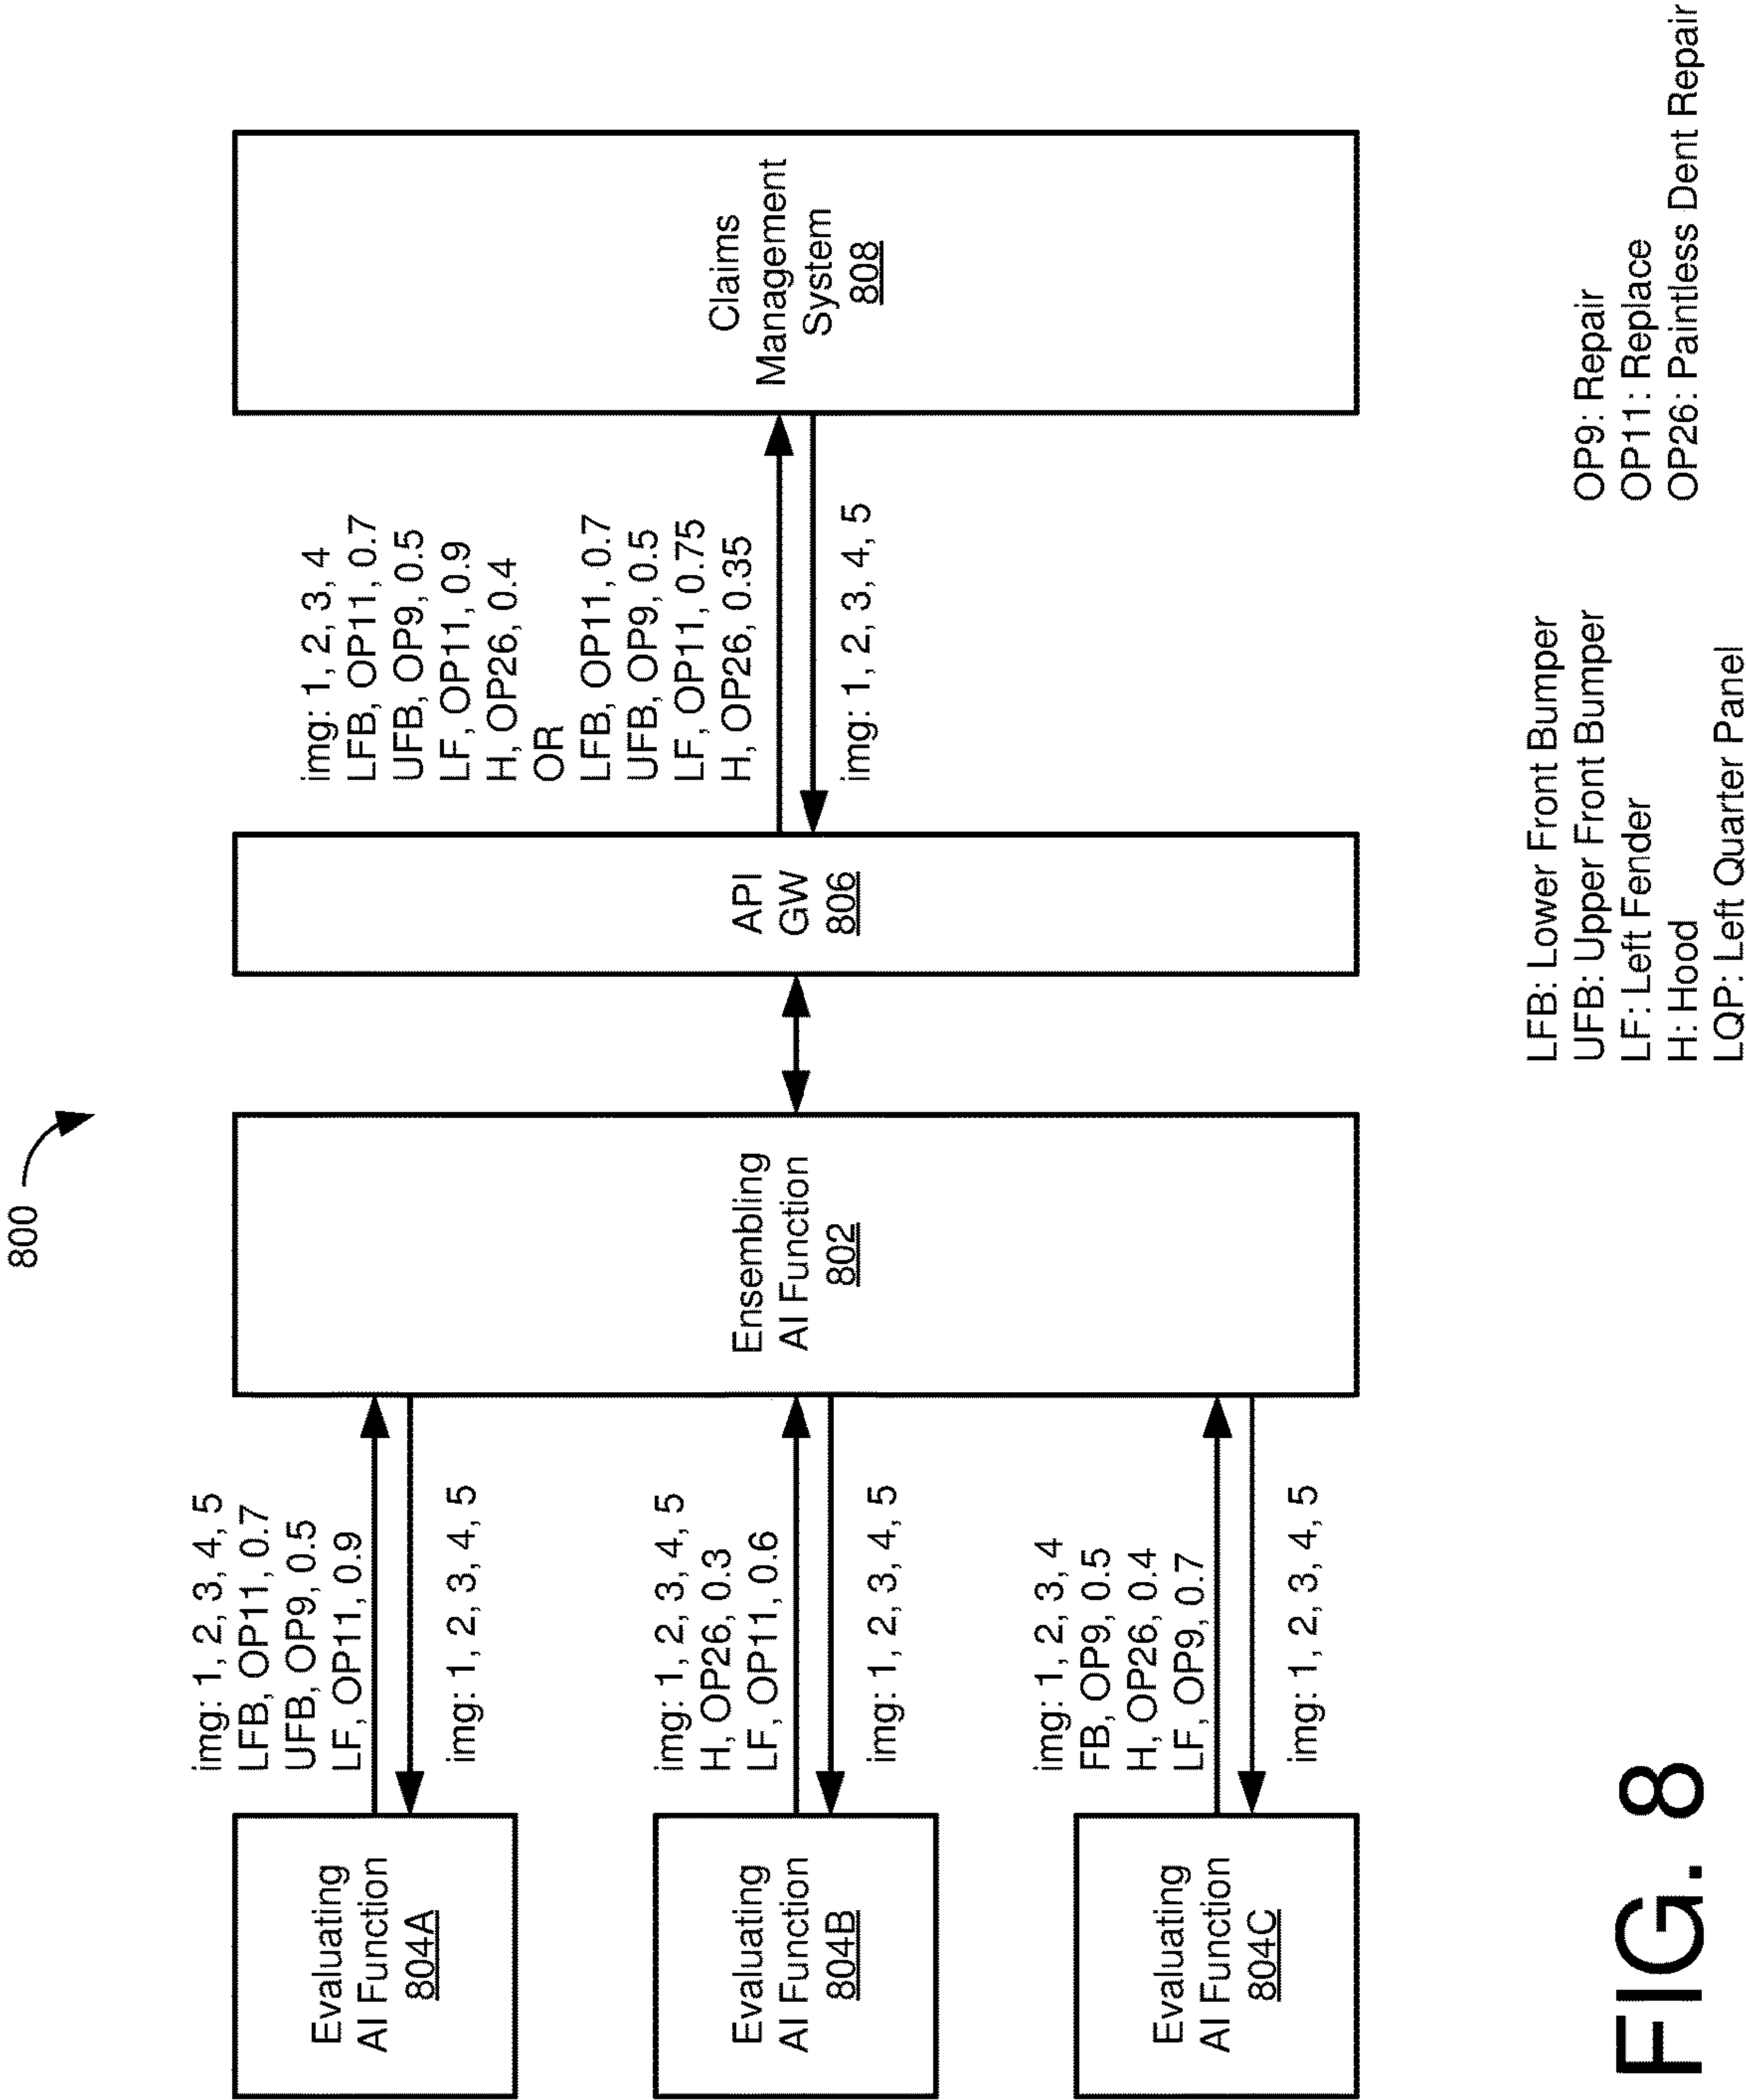 800
Evaluating
AI Function
804A
img: 1, 2, 3, 4, 5
LFB, OP11, 0.7
UFB, OP9, 0.5
LF, OP11, 0.9
img: 1, 2, 3, 4, 5
Evaluating
AI Function
804B
img: 1, 2, 3, 4, 5
H, OP26, 0.3
LF, OP11, 0.6
img: 1, 2, 3, 4, 5
Evaluating
AI Function
804C
img: 1, 2, 3, 4
FB, OP9, 0.5
H, OP26, 0.4
LF, OP9, 0.7
img: 1, 2, 3, 4, 5
Ensembling
AI Function
802
API
GW
806
img: 1, 2, 3, 4
LFB, OP11, 0.7
UFB, OP9, 0.5
LF, OP11, 0.9
H, OP26, 0.4
OR
LFB, OP11, 0.7
UFB, OP9, 0.5
LF, OP11, 0.75
H, OP26, 0.35
img: 1, 2, 3, 4, 5
Claims
Management
System
808
LFB: Lower Front Bumper
UFB: Upper Front Bumper
LF: Left Fender
H: Hood
LQP: Left Quarter Panel
OP9: Repair
OP11: Replace
OP26: Paintless Dent Repair
FIG. 8